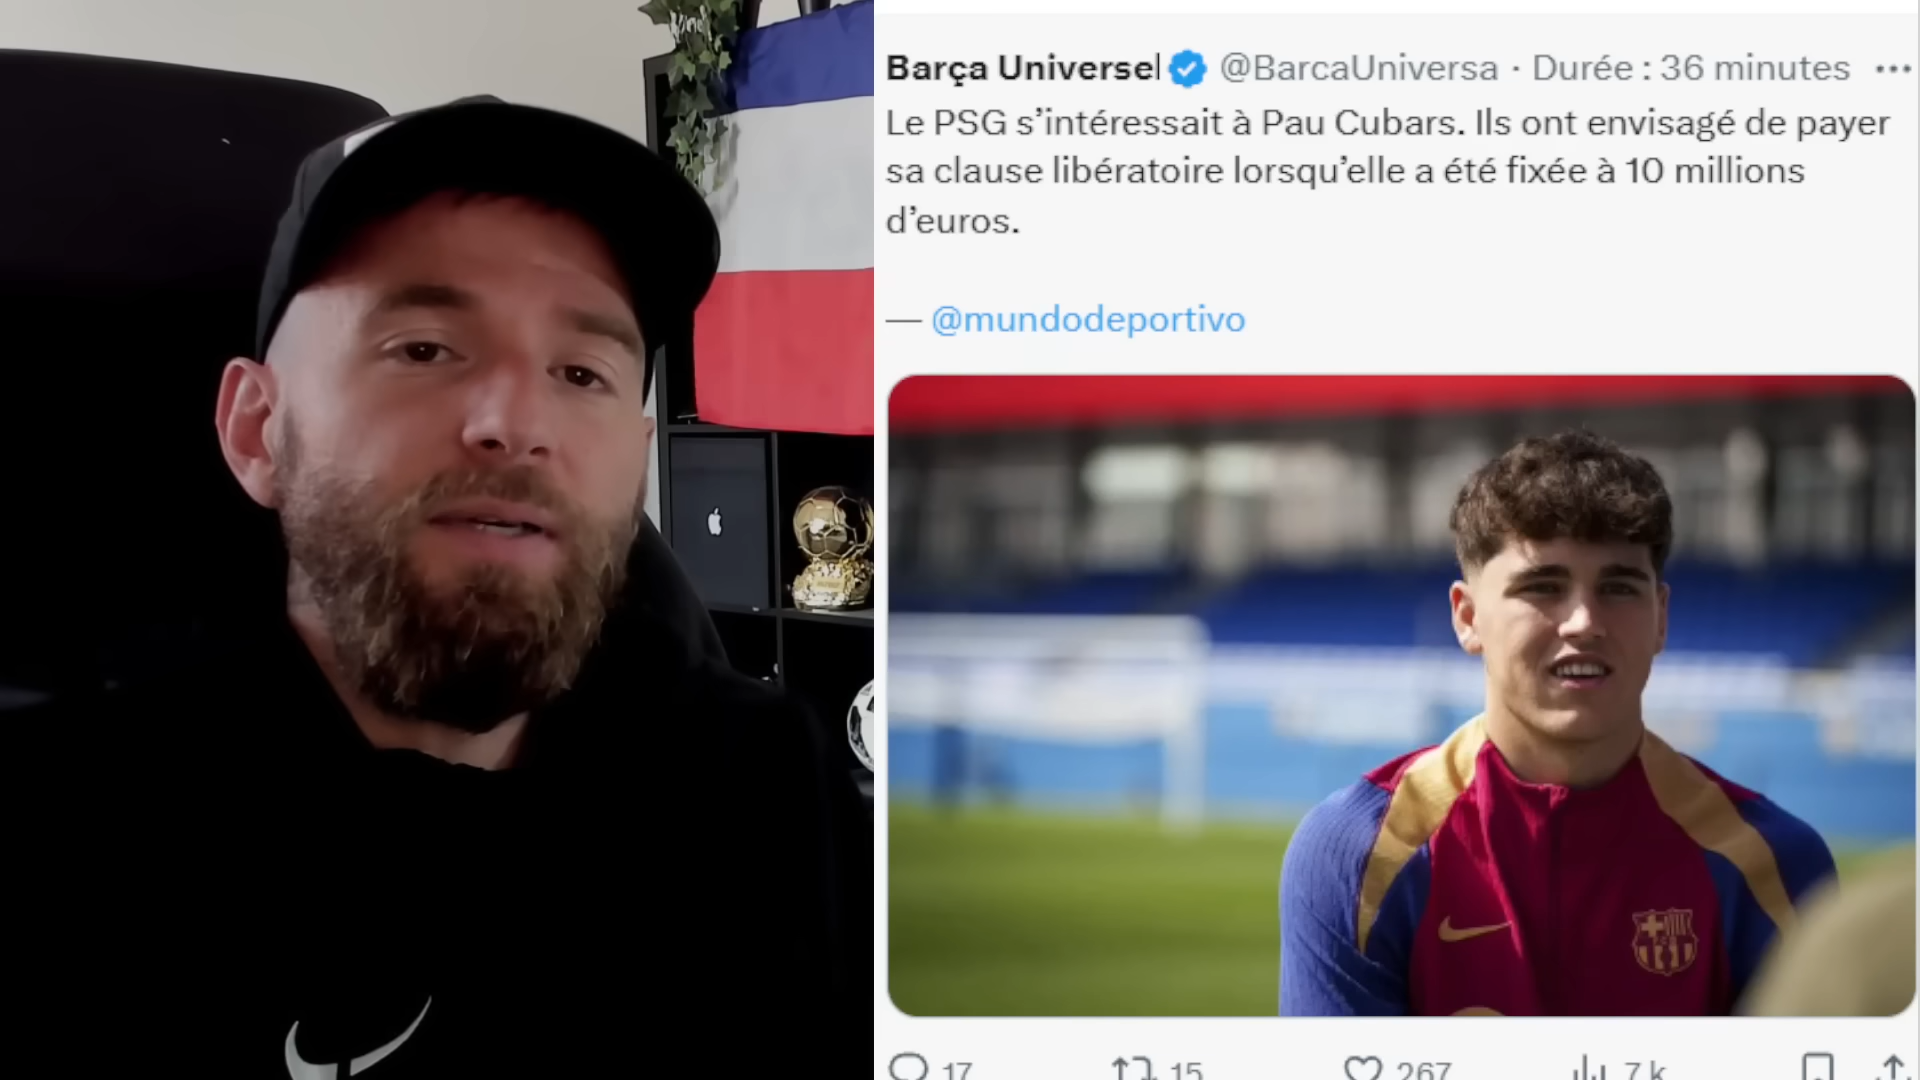 Barça Universel @BarcaUniversa · Durée : 36 minutes ···
Le PSG s’intéressait à Pau Cubars. Ils ont envisagé de payer
sa clause libératoire lorsqu’elle a été fixée à 10 millions
d’euros.
— @mundodeportivo
17 15 267 7 k